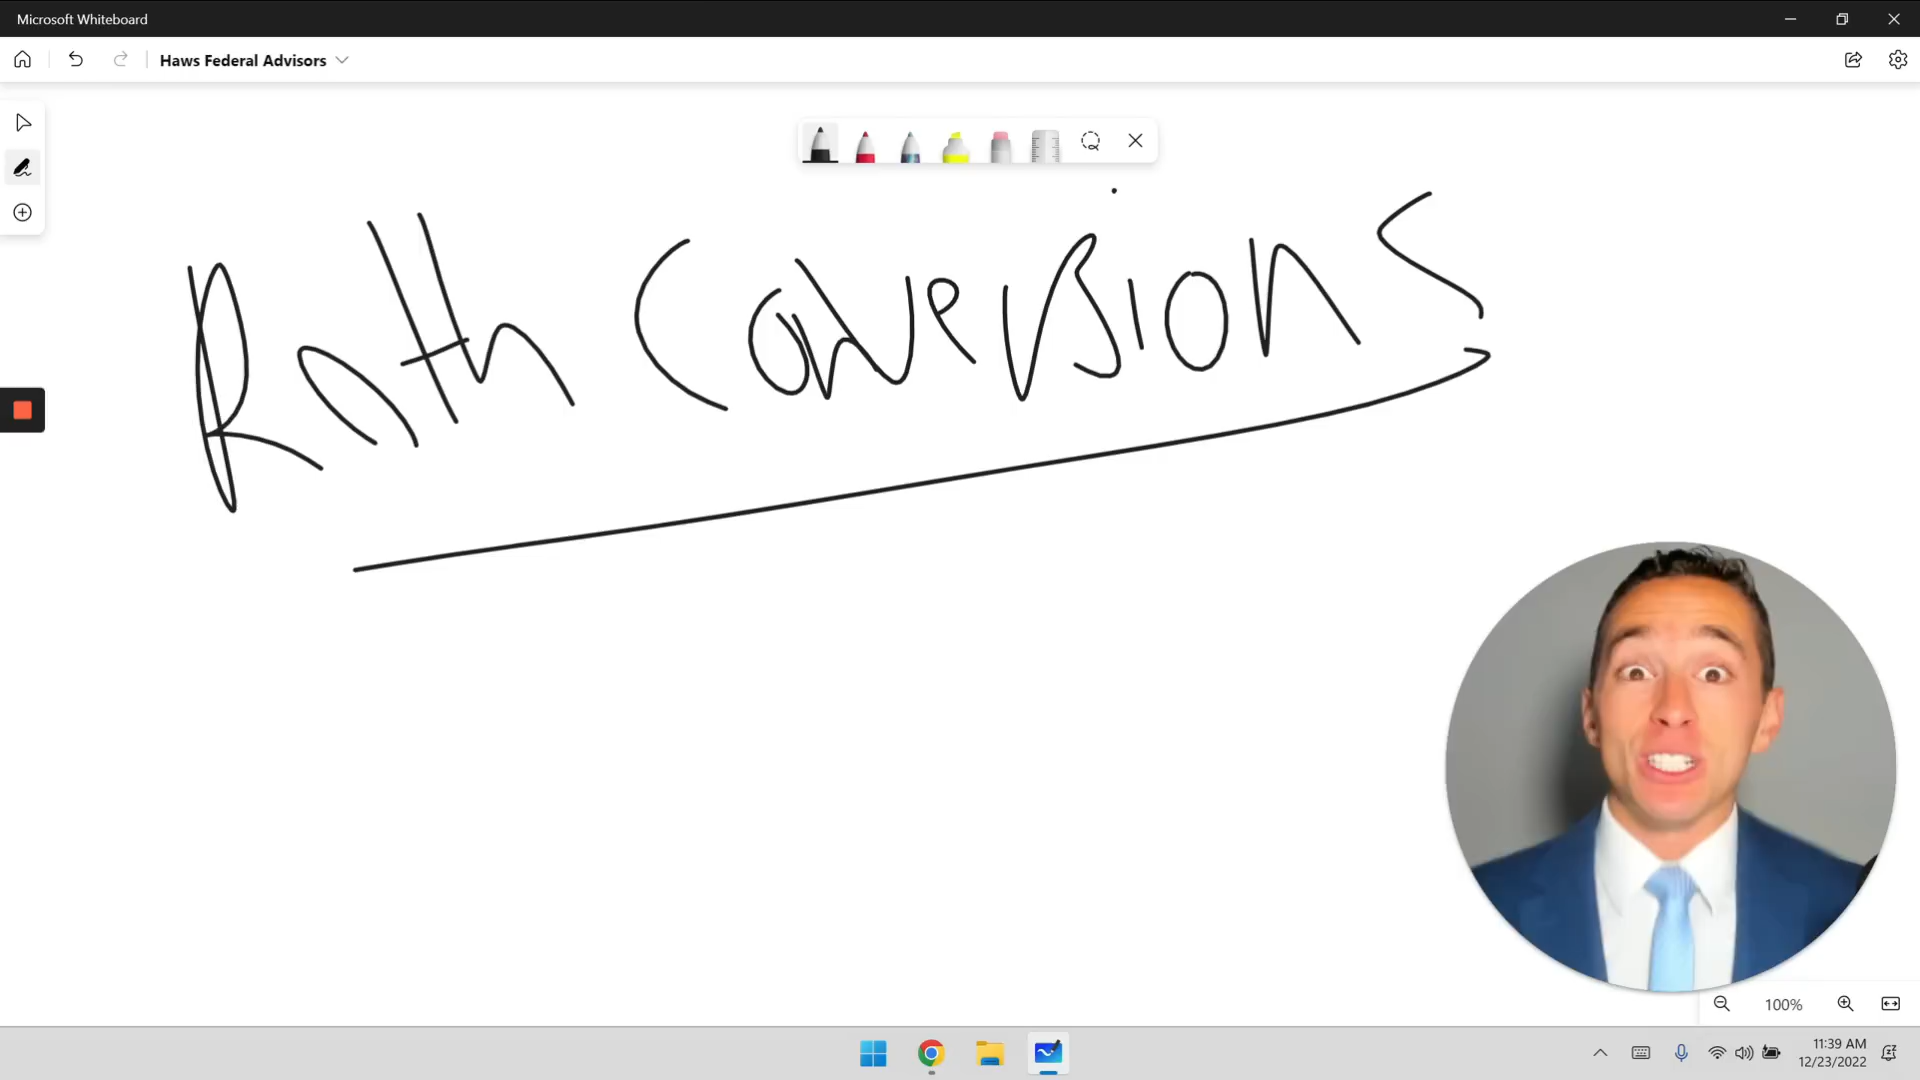 Microsoft Whiteboard
Haws Federal Advisors
Roth Conversions
100%
11:39 AM
12/23/2022